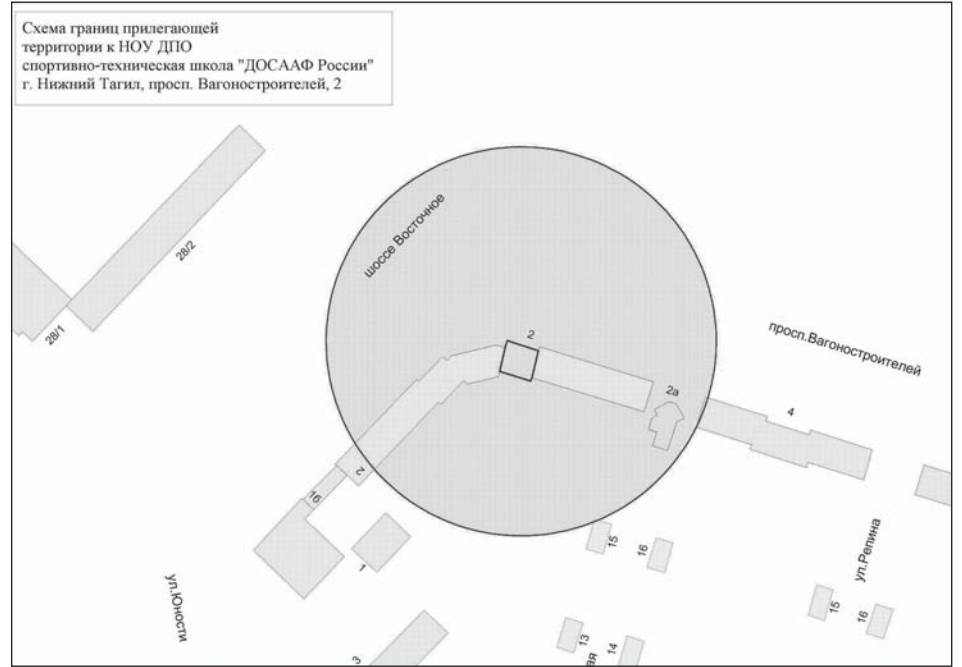 Схема границ прилегающей
территории к НОУ ДПО
спортивно-техническая школа "ДОСААФ России"
г. Нижний Тагил, просп. Вагоностроителей, 2
28/2
28/1
шоссе Восточное
2
просп.Вагоностроителей
2а
4
2
1б
1
15
16
ул.Репина
ул.Юности
15
16
13
14
3
ая